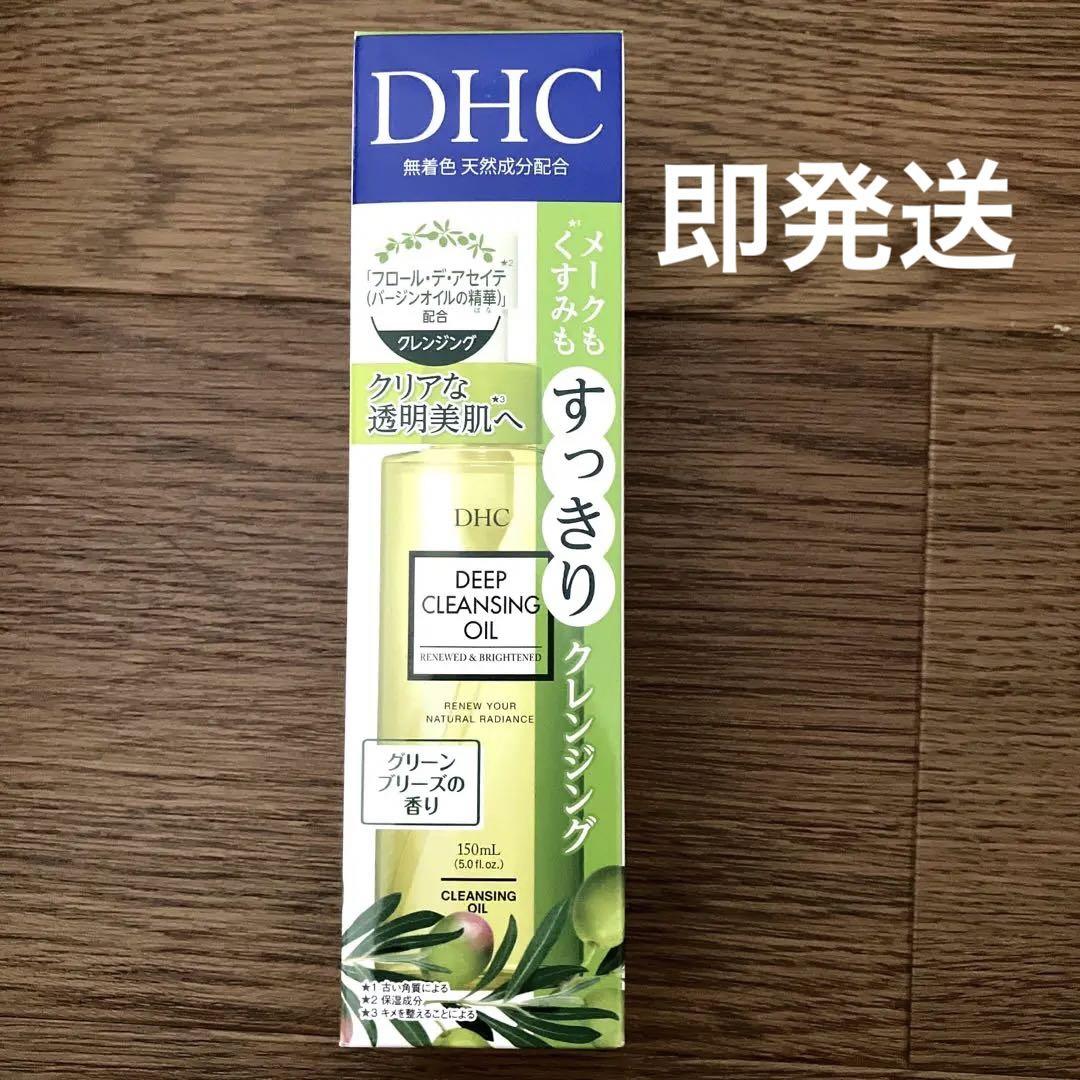 DHC
無着色 天然成分配合
即発送
メークも
くすみも★1
すっきり
クレンジング
「フロール・デ・アセイテ★2
(バージンオイルの精華)」
はな
配合
クレンジング
クリアな
透明美肌へ★3
DHC
DEEP
CLEANSING
OIL
RENEWED & BRIGHTENED
RENEW YOUR
NATURAL RADIANCE
グリーン
ブリーズの
香り
150mL
(5.0fl.oz.)
CLEANSING
OIL
★1 古い角質による
★2 保湿成分
★3 キメを整えることによる